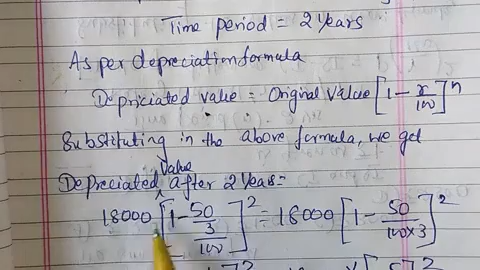 Time period = 2 years
As per depreciation formula
Depriciated value = Original value [1 - r/100]^n
Substituting in the above formula, we get
Depreciated value after 2 years =
18000 [1 - 50/3/100]^2 = 18000 [1 - 50/100×3]^2